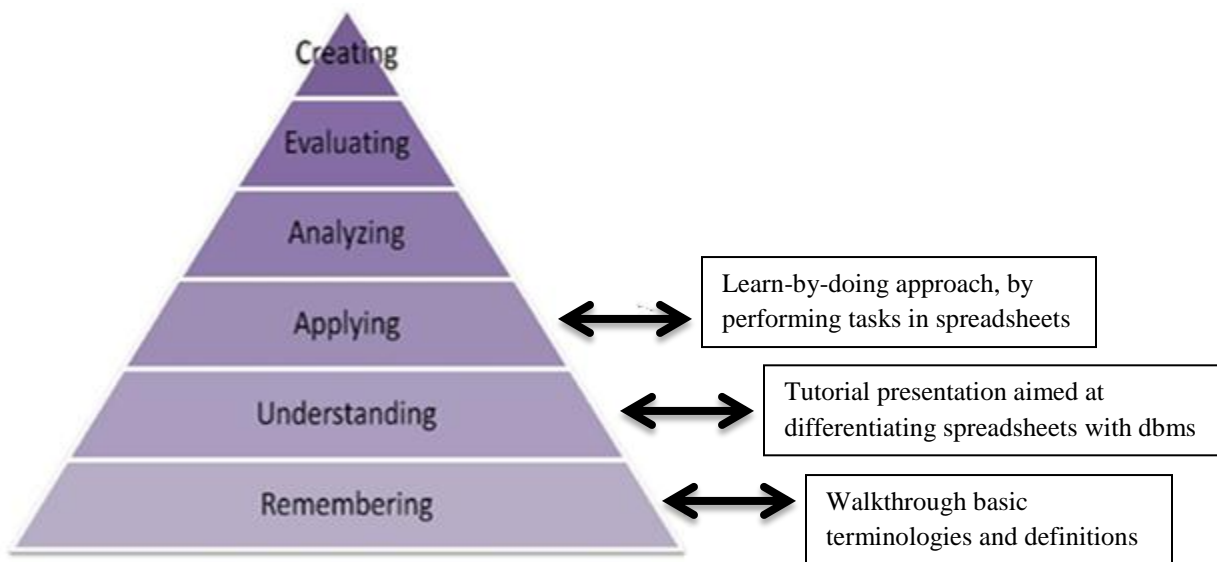 Creating
Evaluating
Analyzing
Applying
Learn-by-doing approach, by
performing tasks in spreadsheets
Understanding
Tutorial presentation aimed at
differentiating spreadsheets with dbms
Remembering
Walkthrough basic
terminologies and definitions